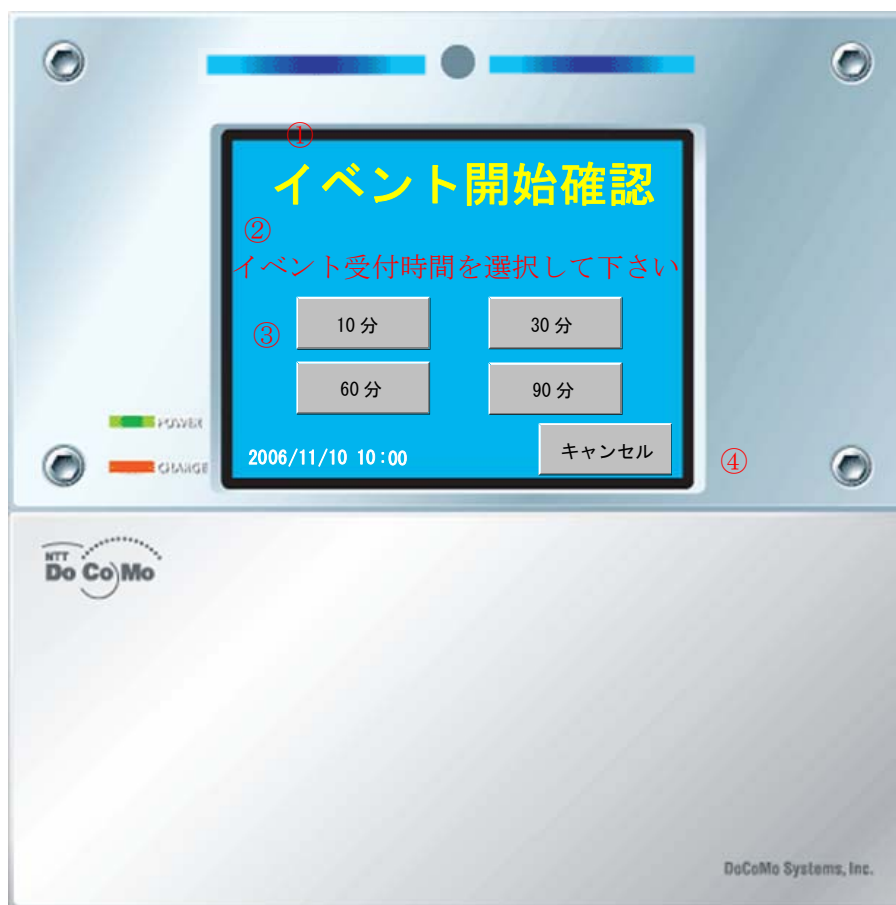 ①
イベント開始確認
②
イベント受付時間を選択して下さい
③ 10分 30分
60分 90分
POWER
2006/11/10 10:00 キャンセル ④
CHARGE
NTT
DoCoMo
DoCoMo Systems, Inc.